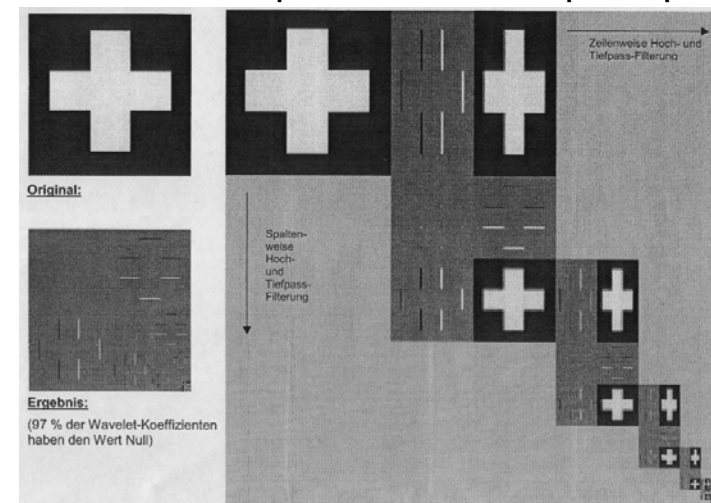 Original:
Ergebnis:
(97 % der Wavelet-Koeffizienten
haben den Wert Null)
Spalten-
weise
Hoch-
und
Tiefpass-
Filterung
Zeilenweise Hoch- und
Tiefpass-Filterung